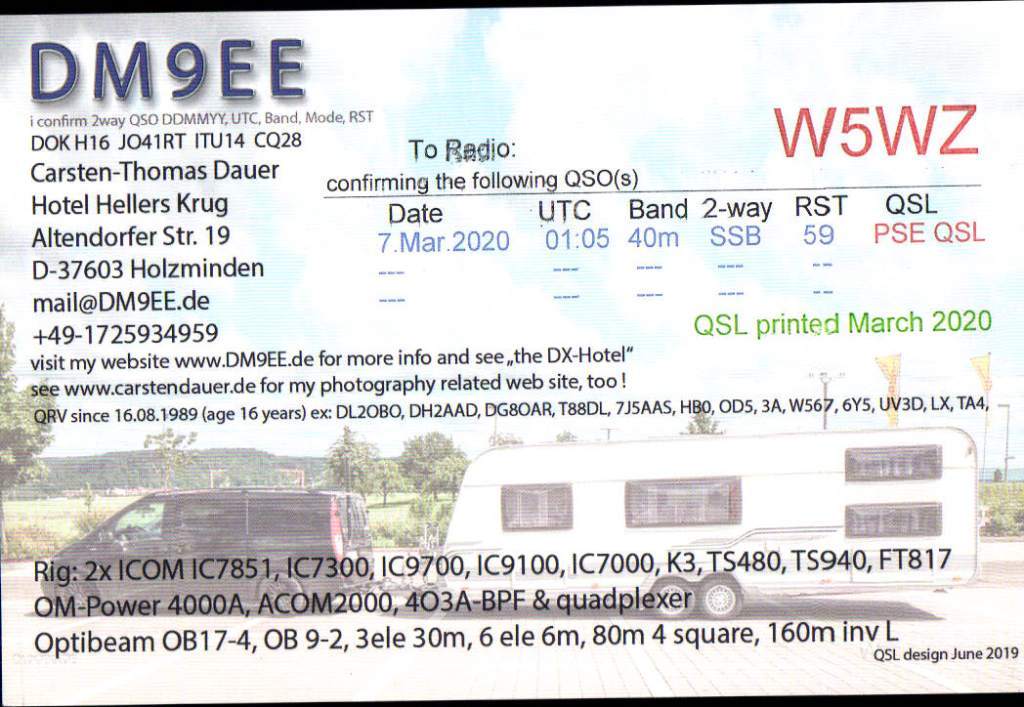 DM9EE
i confirm 2way QSO DDMMYY, UTC, Band, Mode, RST
DOK H16 JO41RT ITU14 CQ28
Carsten-Thomas Dauer
Hotel Hellers Krug
Altendorfer Str. 19
D-37603 Holzminden
mail@DM9EE.de
+49-1725934959
W5WZ
To Radio:
confirming the following QSO(s)
Date UTC Band 2-way RST QSL
7.Mar.2020 01:05 40m SSB 59 PSE QSL
--- --- --- --- --
--- --- --- --- --
QSL printed March 2020
visit my website www.DM9EE.de for more info and see „the DX-Hotel“
see www.carstendauer.de for my photography related web site, too !
QRV since 16.08.1989 (age 16 years) ex: DL2OBO, DH2AAD, DG8OAR, T88DL, 7J5AAS, HB0, OD5, 3A, W567, 6Y5, UV3D, LX, TA4,
Rig: 2x ICOM IC7851, IC7300, IC9700, IC9100, IC7000, K3, TS480, TS940, FT817
OM-Power 4000A, ACOM2000, 4O3A-BPF & quadplexer
Optibeam OB17-4, OB 9-2, 3ele 30m, 6 ele 6m, 80m 4 square, 160m inv L
QSL design June 2019